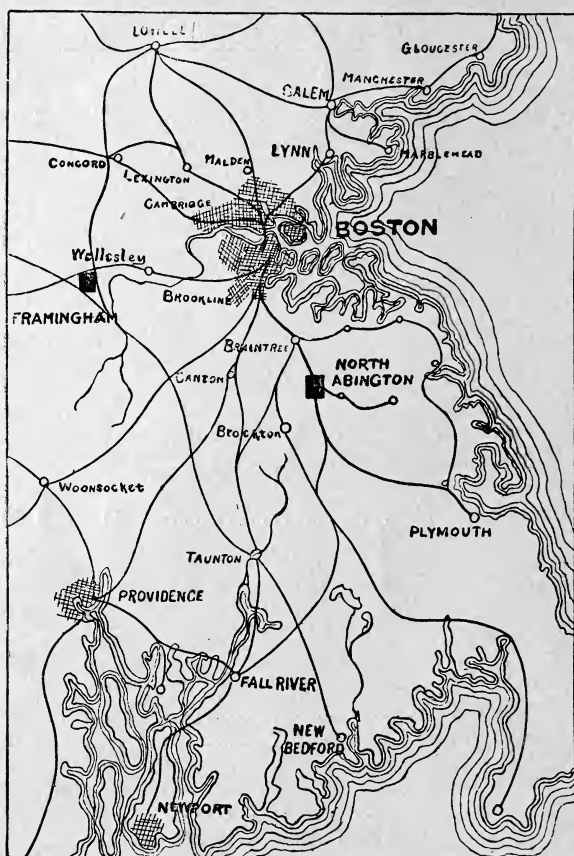 LOWELL
GLOUCESTER
MANCHESTER
SALEM
LYNN
MARBLEHEAD
CONCORD
LEXINGTON
MALDEN
CAMBRIDGE
BOSTON
Wellesley
BROOKLINE
FRAMINGHAM
BRAINTREE
NORTH
ABINGTON
CANTON
BROCKTON
WOONSOCKET
PLYMOUTH
TAUNTON
PROVIDENCE
FALL RIVER
NEW
BEDFORD
NEWPORT